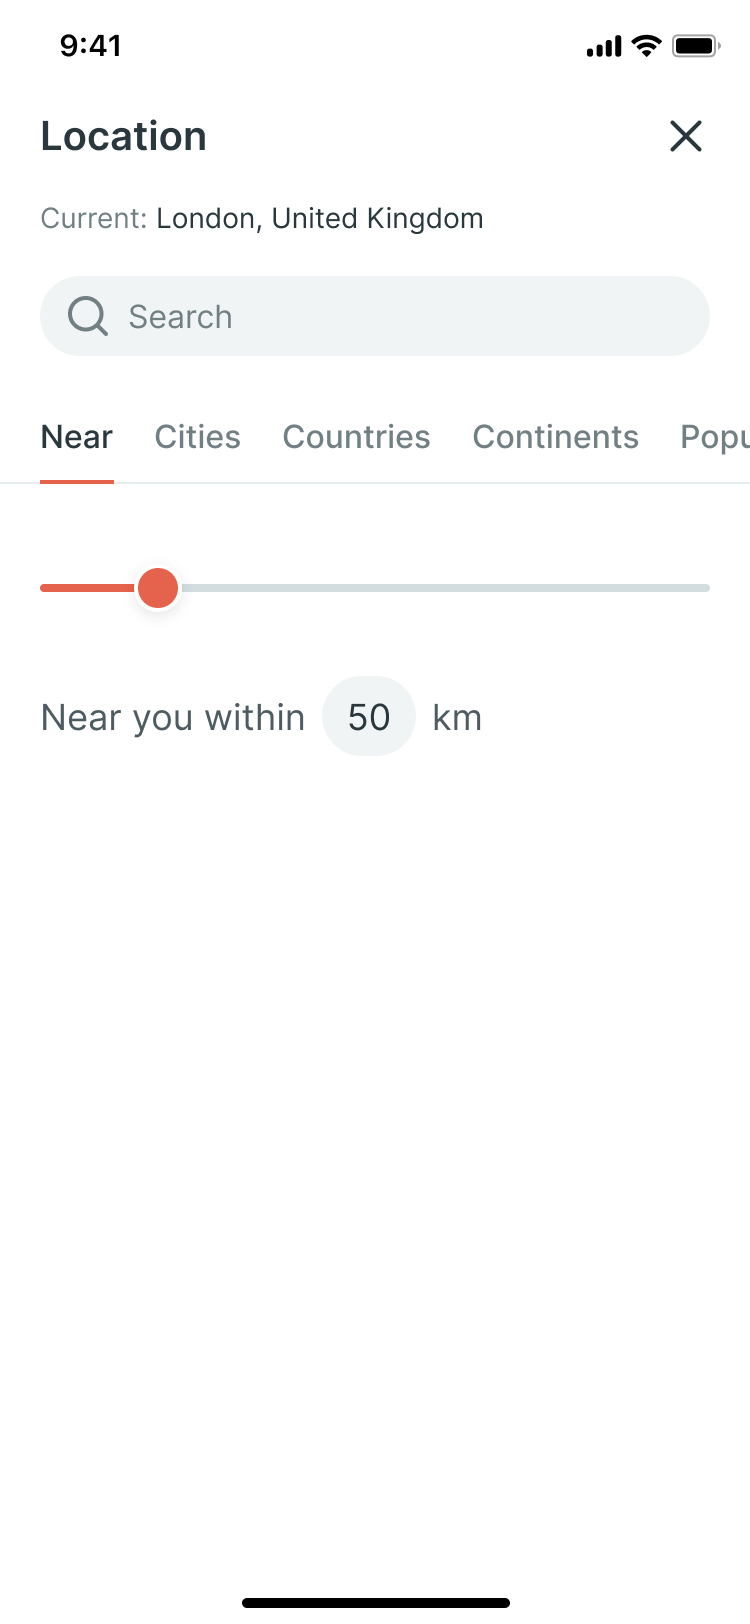 9:41
Location
Current: London, United Kingdom
Search
Near Cities Countries Continents Popu
Near you within 50 km